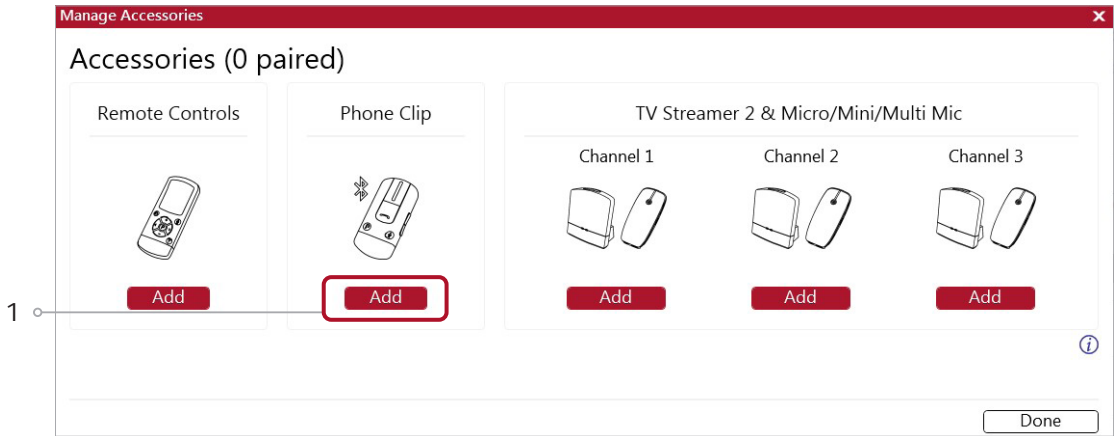 Manage Accessories
Accessories (0 paired)
Remote Controls
Phone Clip
TV Streamer 2 & Micro/Mini/Multi Mic
Channel 1
Channel 2
Channel 3
Add
Add
Add
Add
Add
1
Done